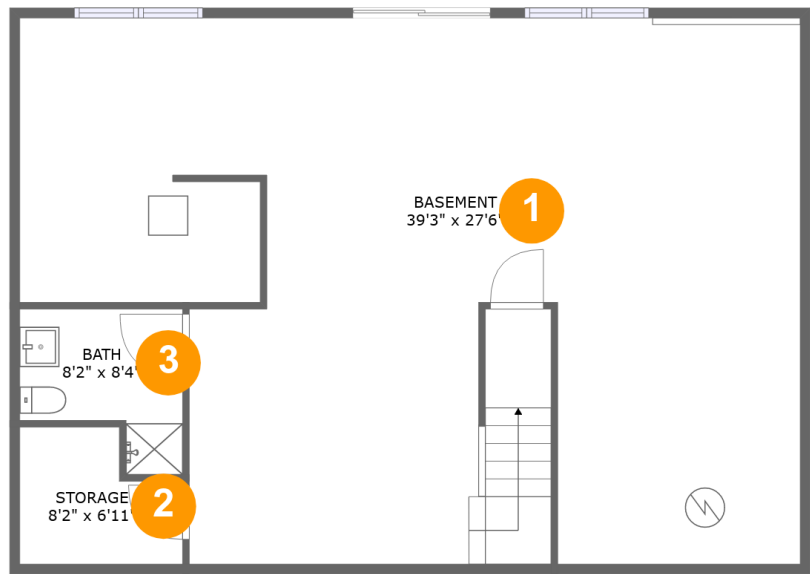 BASEMENT
39'3" x 27'6"
1
BATH
8'2" x 8'4"
3
STORAGE
8'2" x 6'11"
2